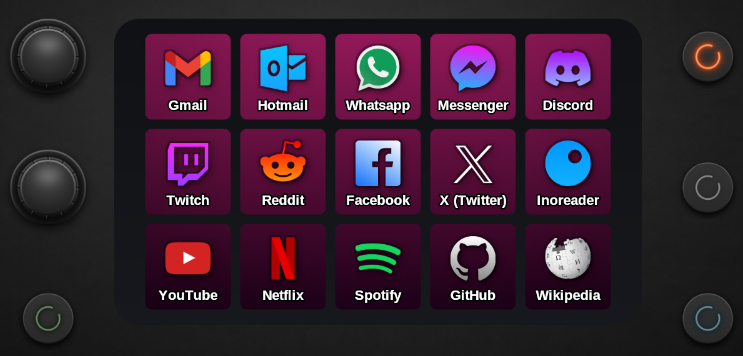 Gmail
Hotmail
Whatsapp
Messenger
Discord
Twitch
Reddit
Facebook
X (Twitter)
Inoreader
YouTube
Netflix
Spotify
GitHub
Wikipedia